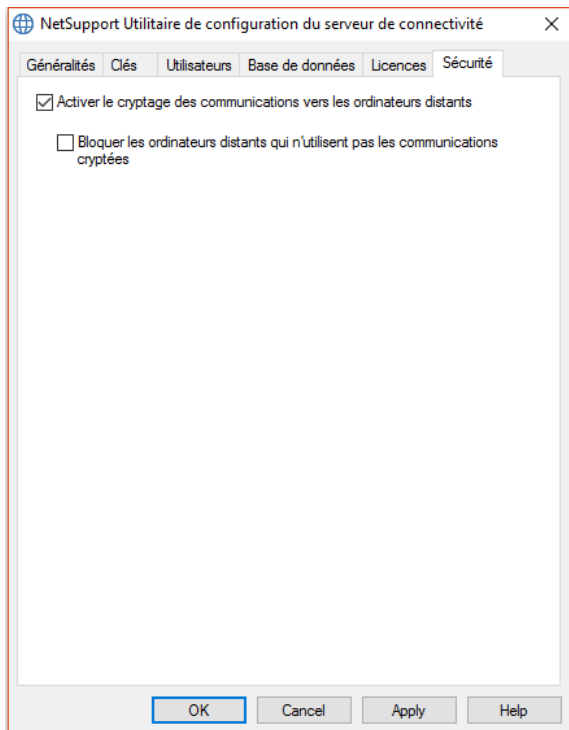 NetSupport Utilitaire de configuration du serveur de connectivité
Généralités Clés Utilisateurs Base de données Licences Sécurité
Activer le cryptage des communications vers les ordinateurs distants
Bloquer les ordinateurs distants qui n'utilisent pas les communications
cryptées
OK Cancel Apply Help